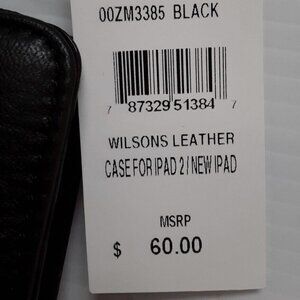 00ZM3385 BLACK
7 87329 51384 7
WILSONS LEATHER
CASE FOR IPAD 2 / NEW IPAD
MSRP
$ 60.00